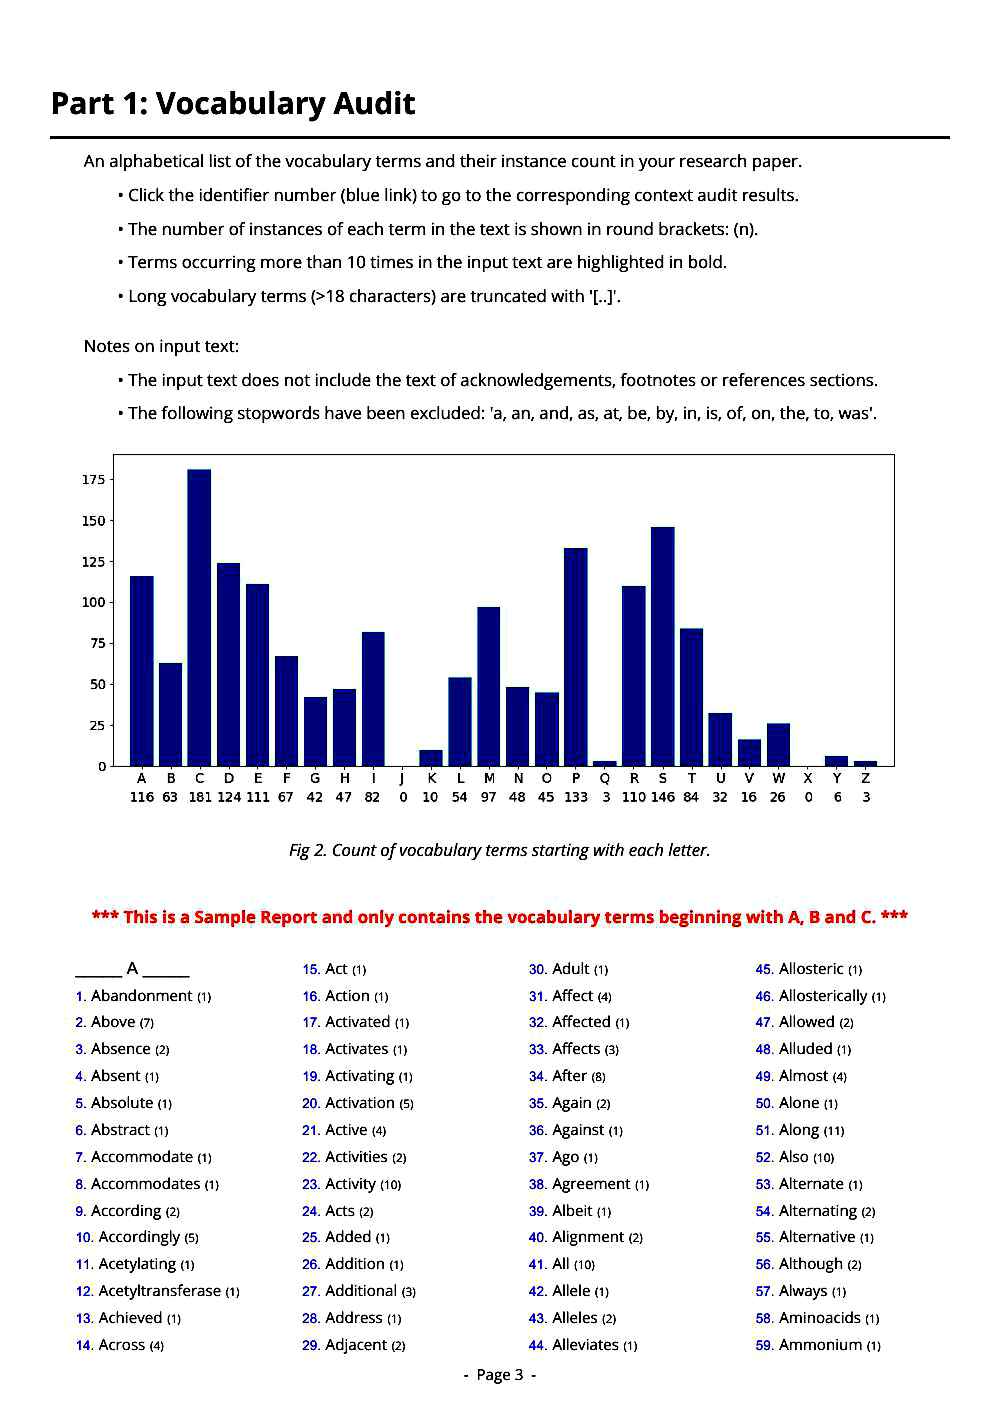 Part 1: Vocabulary Audit
An alphabetical list of the vocabulary terms and their instance count in your research paper.
• Click the identifier number (blue link) to go to the corresponding context audit results.
• The number of instances of each term in the text is shown in round brackets: (n).
• Terms occurring more than 10 times in the input text are highlighted in bold.
• Long vocabulary terms (>18 characters) are truncated with '[..]'.
Notes on input text:
• The input text does not include the text of acknowledgements, footnotes or references sections.
• The following stopwords have been excluded: 'a, an, and, as, at, be, by, in, is, of, on, the, to, was'.
175
150
125
100
75
50
25
0
A B C D E F G H I J K L M N O P Q R S T U V W X Y Z
116 63 181 124 111 67 42 47 82 0 10 54 97 48 45 133 3 110 146 84 32 16 26 0 6 3
Fig 2. Count of vocabulary terms starting with each letter.
*** This is a Sample Report and only contains the vocabulary terms beginning with A, B and C. ***
______ A ______
1. Abandonment (1)
2. Above (7)
3. Absence (2)
4. Absent (1)
5. Absolute (1)
6. Abstract (1)
7. Accommodate (1)
8. Accommodates (1)
9. According (2)
10. Accordingly (5)
11. Acetylating (1)
12. Acetyltransferase (1)
13. Achieved (1)
14. Across (4)
15. Act (1)
16. Action (1)
17. Activated (1)
18. Activates (1)
19. Activating (1)
20. Activation (5)
21. Active (4)
22. Activities (2)
23. Activity (10)
24. Acts (2)
25. Added (1)
26. Addition (1)
27. Additional (3)
28. Address (1)
29. Adjacent (2)
30. Adult (1)
31. Affect (4)
32. Affected (1)
33. Affects (3)
34. After (8)
35. Again (2)
36. Against (1)
37. Ago (1)
38. Agreement (1)
39. Albeit (1)
40. Alignment (2)
41. All (10)
42. Allele (1)
43. Alleles (2)
44. Alleviates (1)
45. Allosteric (1)
46. Allosterically (1)
47. Allowed (2)
48. Alluded (1)
49. Almost (4)
50. Alone (1)
51. Along (11)
52. Also (10)
53. Alternate (1)
54. Alternating (2)
55. Alternative (1)
56. Although (2)
57. Always (1)
58. Aminoacids (1)
59. Ammonium (1)
- Page 3 -